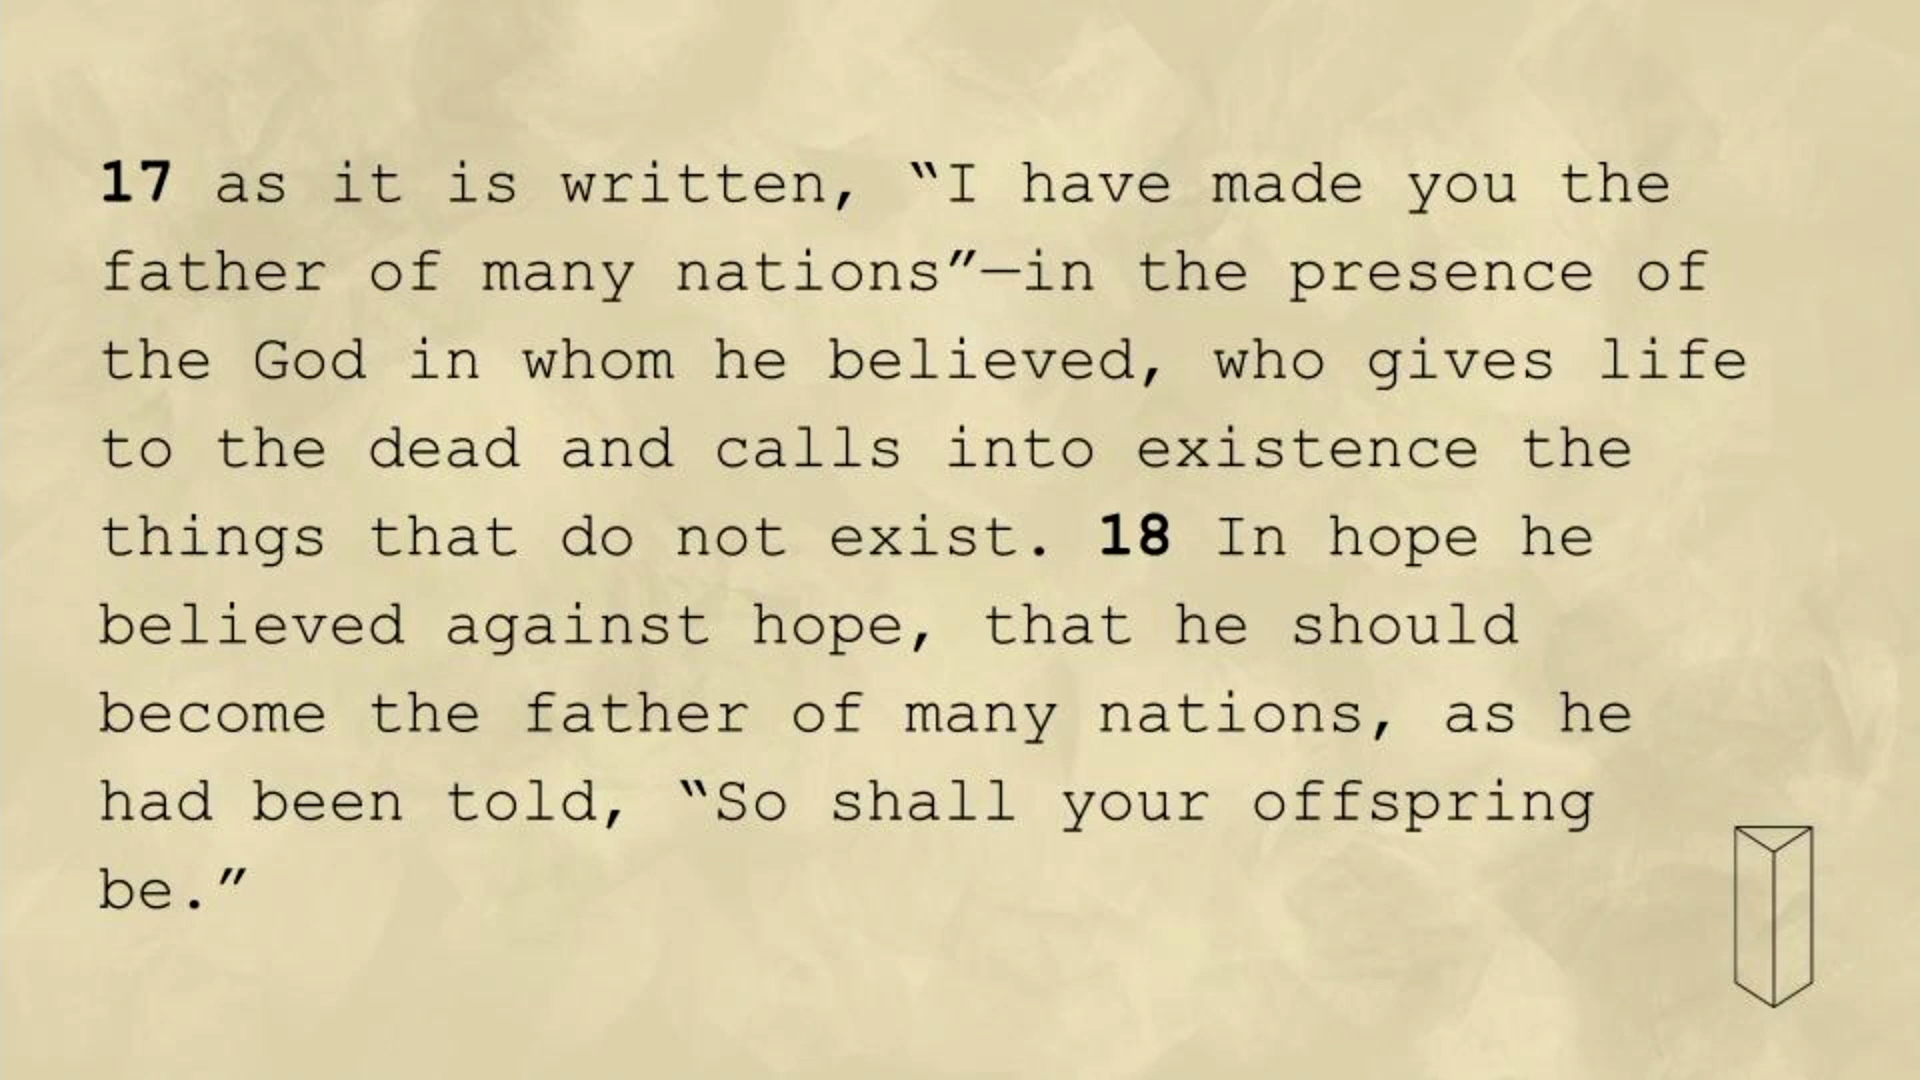 17 as it is written, “I have made you the
father of many nations”—in the presence of
the God in whom he believed, who gives life
to the dead and calls into existence the
things that do not exist. 18 In hope he
believed against hope, that he should
become the father of many nations, as he
had been told, “So shall your offspring
be.”